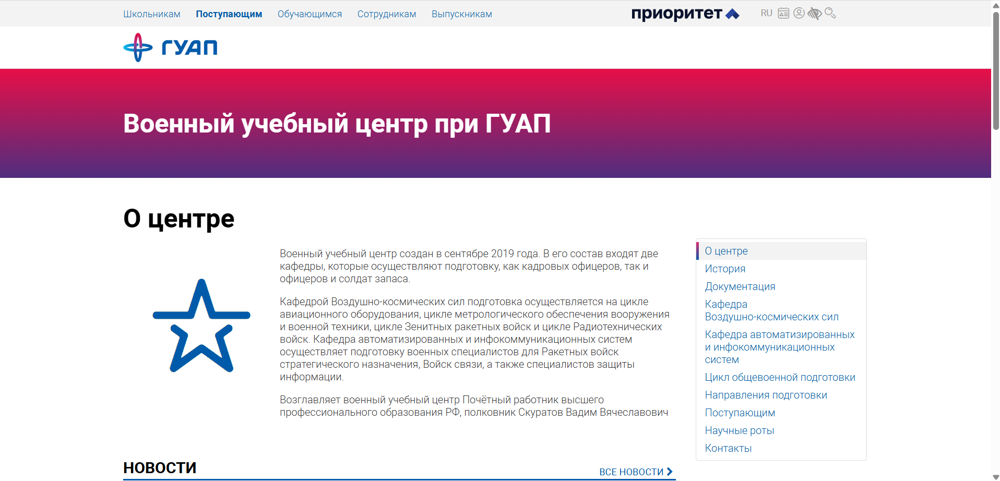 Школьникам Поступающим Обучающимся Сотрудникам Выпускникам приоритет RU
ГУАП
Военный учебный центр при ГУАП
О центре
Военный учебный центр создан в сентябре 2019 года. В его состав входят две
кафедры, которые осуществляют подготовку, как кадровых офицеров, так и
офицеров и солдат запаса.
Кафедрой Воздушно-космических сил подготовка осуществляется на цикле
авиационного оборудования, цикле метрологического обеспечения вооружения
и военной техники, цикле Зенитных ракетных войск и цикле Радиотехнических
войск. Кафедра автоматизированных и инфокоммуникационных систем
осуществляет подготовку военных специалистов для Ракетных войск
стратегического назначения, Войск связи, а также специалистов защиты
информации.
Возглавляет военный учебный центр Почётный работник высшего
профессионального образования РФ, полковник Скуратов Вадим Вячеславович
О центре
История
Документация
Кафедра
Воздушно-космических сил
Кафедра автоматизированных
и инфокоммуникационных
систем
Цикл общевоенной подготовки
Направления подготовки
Поступающим
Научные роты
Контакты
НОВОСТИ
ВСЕ НОВОСТИ